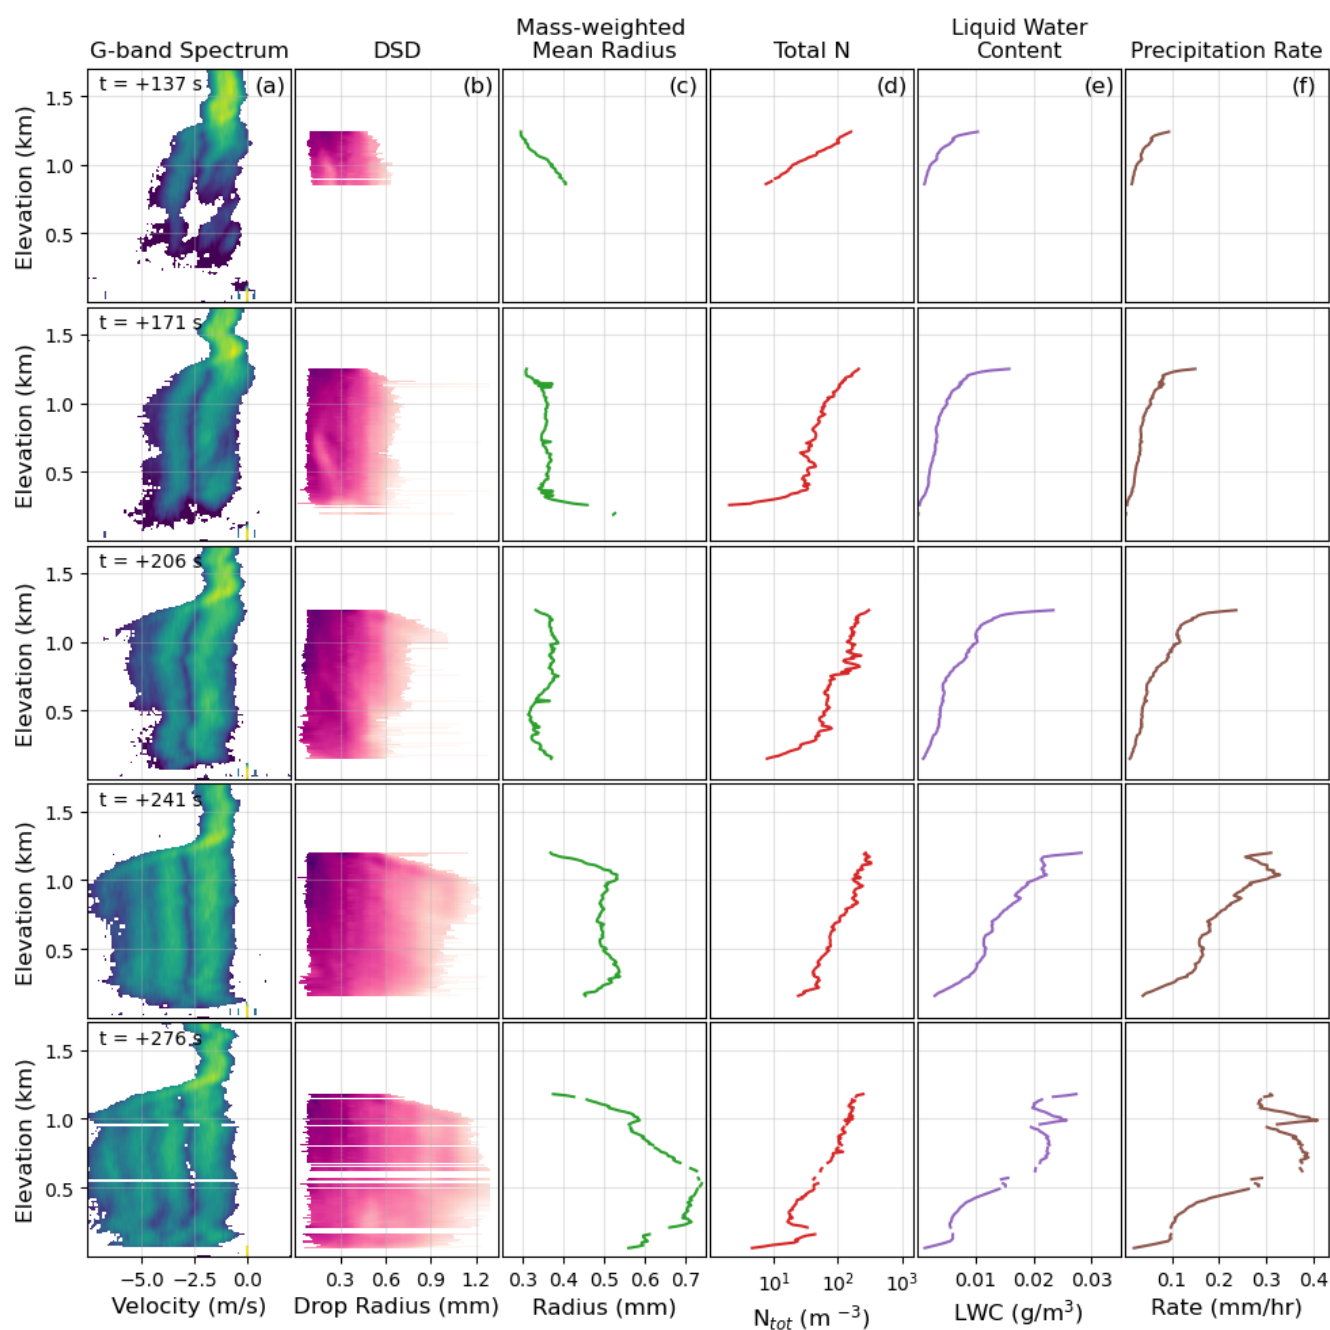 G-band Spectrum
DSD
Mass-weighted
Mean Radius
Total N
Liquid Water
Content
Precipitation Rate
t = +137 s
(a)
(b)
(c)
(d)
(e)
(f)
1.5
1.0
0.5
Elevation (km)
t = +171 s
1.5
1.0
0.5
Elevation (km)
t = +206 s
1.5
1.0
0.5
Elevation (km)
t = +241 s
1.5
1.0
0.5
Elevation (km)
t = +276 s
1.5
1.0
0.5
Elevation (km)
−5.0 −2.5 0.0
0.3 0.6 0.9 1.2
0.3 0.4 0.5 0.6 0.7
10¹ 10² 10³
0.01 0.02 0.03
0.1 0.2 0.3 0.4
Velocity (m/s)
Drop Radius (mm)
Radius (mm)
Nₜₒₜ (m ⁻³)
LWC (g/m³)
Rate (mm/hr)